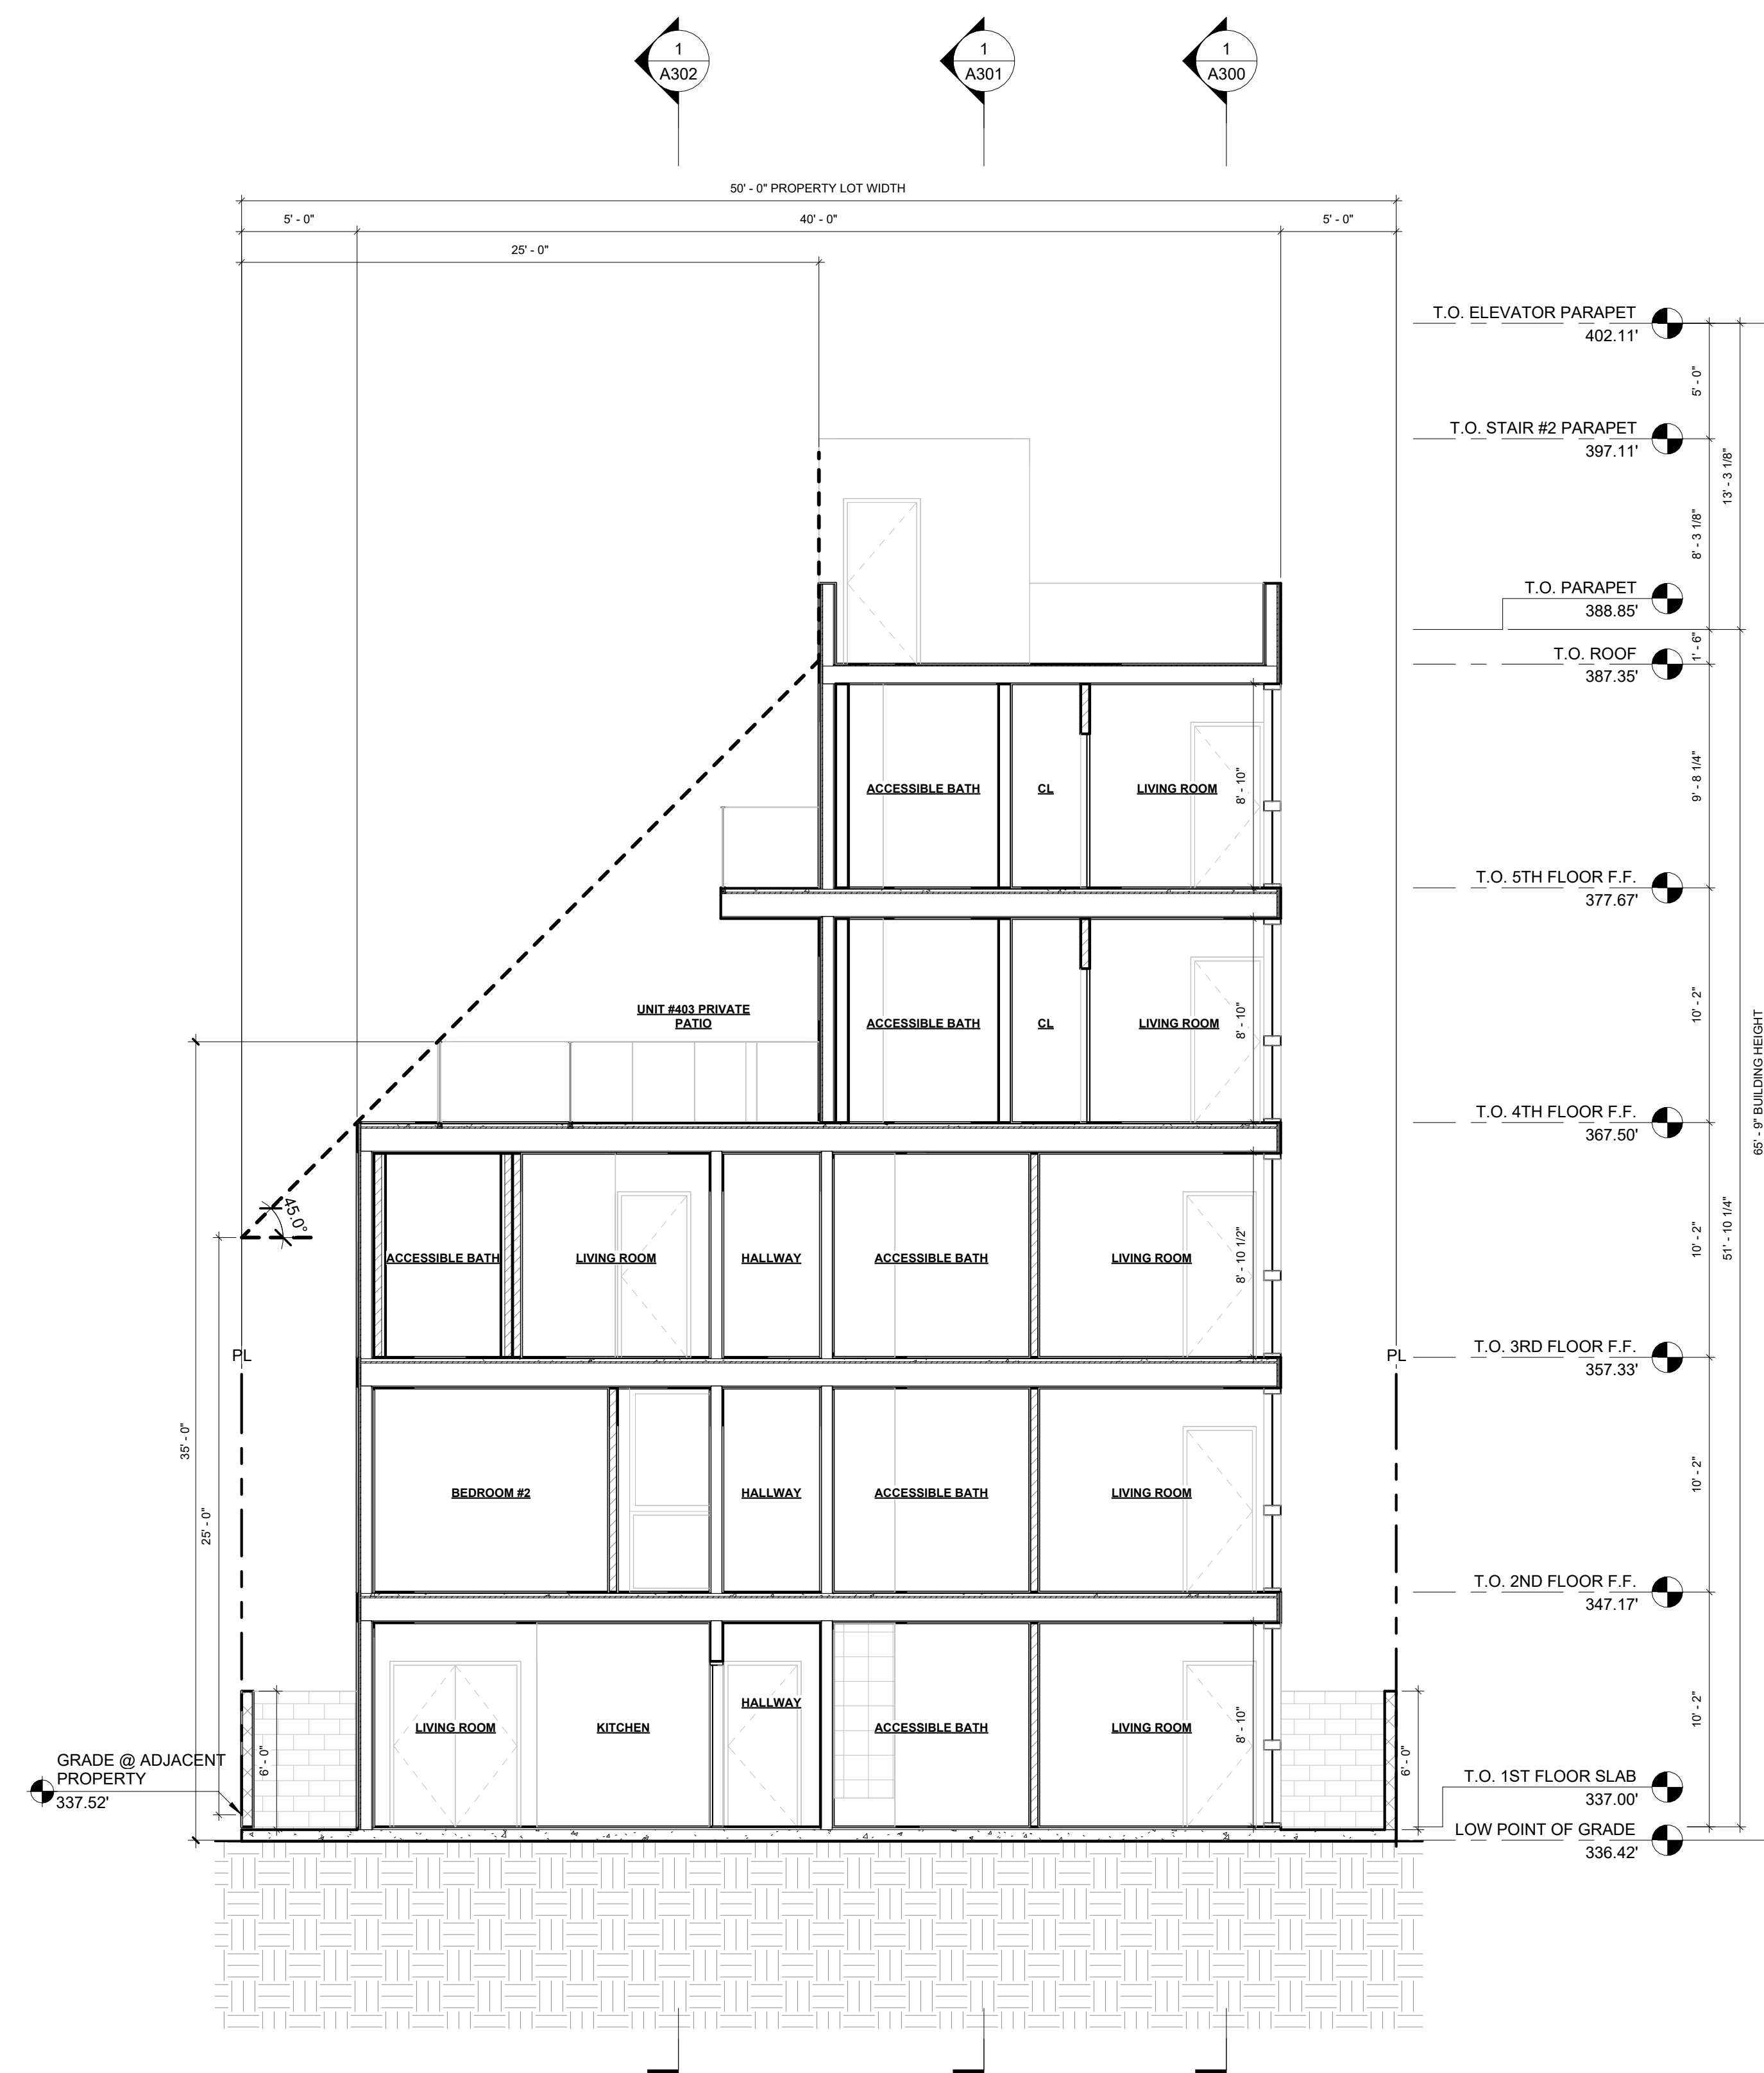 1
A302
1
A301
1
A300
50' - 0" PROPERTY LOT WIDTH
5' - 0"
40' - 0"
5' - 0"
25' - 0"
T.O. ELEVATOR PARAPET
402.11'
5' - 0"
T.O. STAIR #2 PARAPET
397.11'
13' - 3 1/8"
8' - 3 1/8"
T.O. PARAPET
388.85'
1' - 6"
T.O. ROOF
387.35'
ACCESSIBLE BATH
CL
LIVING ROOM
8' - 10"
9' - 8 1/4"
T.O. 5TH FLOOR F.F.
377.67'
UNIT #403 PRIVATE
PATIO
ACCESSIBLE BATH
CL
LIVING ROOM
8' - 10"
10' - 2"
65' - 9" BUILDING HEIGHT
T.O. 4TH FLOOR F.F.
367.50'
45.0°
ACCESSIBLE BATH
LIVING ROOM
HALLWAY
ACCESSIBLE BATH
LIVING ROOM
8' - 10 1/2"
10' - 2"
51' - 10 1/4"
PL
PL
T.O. 3RD FLOOR F.F.
357.33'
35' - 0"
25' - 0"
BEDROOM #2
HALLWAY
ACCESSIBLE BATH
LIVING ROOM
10' - 2"
T.O. 2ND FLOOR F.F.
347.17'
HALLWAY
LIVING ROOM
KITCHEN
ACCESSIBLE BATH
LIVING ROOM
8' - 10"
10' - 2"
6' - 0"
6' - 0"
GRADE @ ADJACENT
PROPERTY
337.52'
T.O. 1ST FLOOR SLAB
337.00'
LOW POINT OF GRADE
336.42'